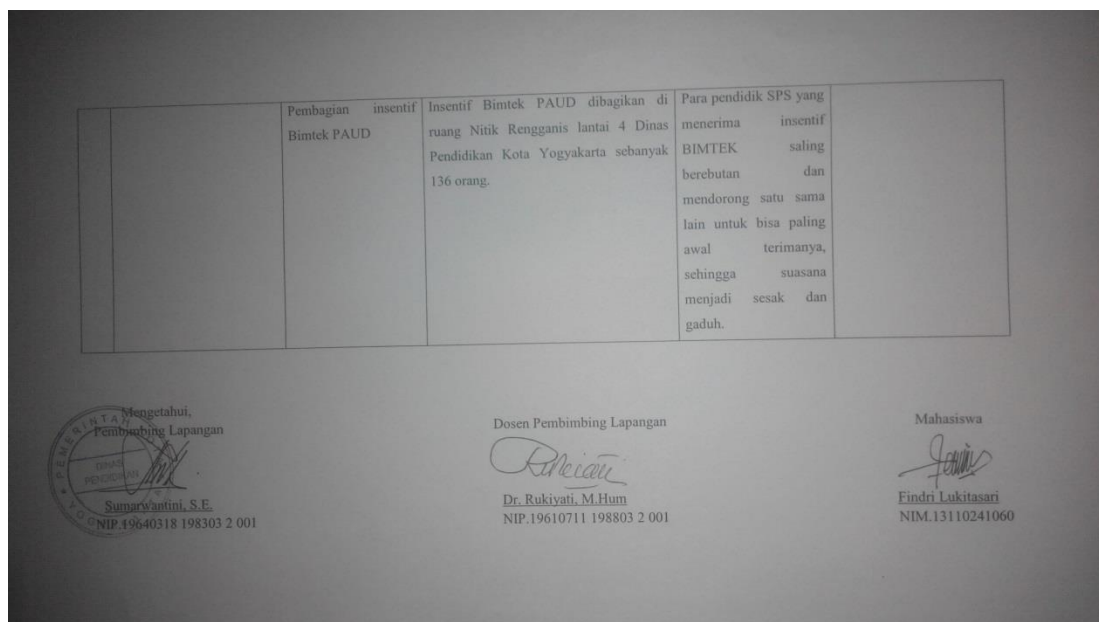 Pembagian insentif
Bimtek PAUD
Insentif Bimtek PAUD dibagikan di
ruang Nitik Rengganis lantai 4 Dinas
Pendidikan Kota Yogyakarta sebanyak
136 orang.
Para pendidik SPS yang
menerima insentif
BIMTEK saling
berebutan dan
mendorong satu sama
lain untuk bisa paling
awal terimanya,
sehingga suasana
menjadi sesak dan
gaduh.
Mengetahui,
Pembimbing Lapangan
PEMERINTAH
DINAS
PENDIDIKAN
Sumarwantini, S.E.
NIP.19640318 198303 2 001
Dosen Pembimbing Lapangan
Dr. Rukiyati, M.Hum
NIP.19610711 198803 2 001
Mahasiswa
Findri Lukitasari
NIM.13110241060